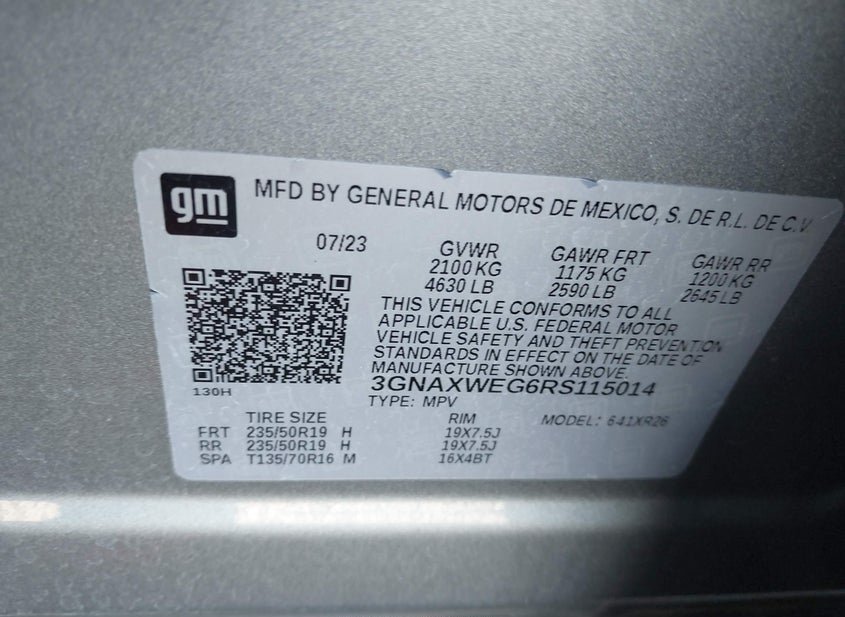 gm MFD BY GENERAL MOTORS DE MEXICO, S. DE R.L. DE C.V.
07/23 GVWR GAWR FRT GAWR RR
2100 KG 1175 KG 1200 KG
4630 LB 2590 LB 2645 LB
THIS VEHICLE CONFORMS TO ALL
APPLICABLE U.S. FEDERAL MOTOR
VEHICLE SAFETY AND THEFT PREVENTION
STANDARDS IN EFFECT ON THE DATE OF
MANUFACTURE SHOWN ABOVE.
3GNAXWEG6RS115014
130H TYPE: MPV
TIRE SIZE RIM MODEL: 641XR26
FRT 235/50R19 H 19X7.5J
RR 235/50R19 H 19X7.5J
SPA T135/70R16 M 16X4BT